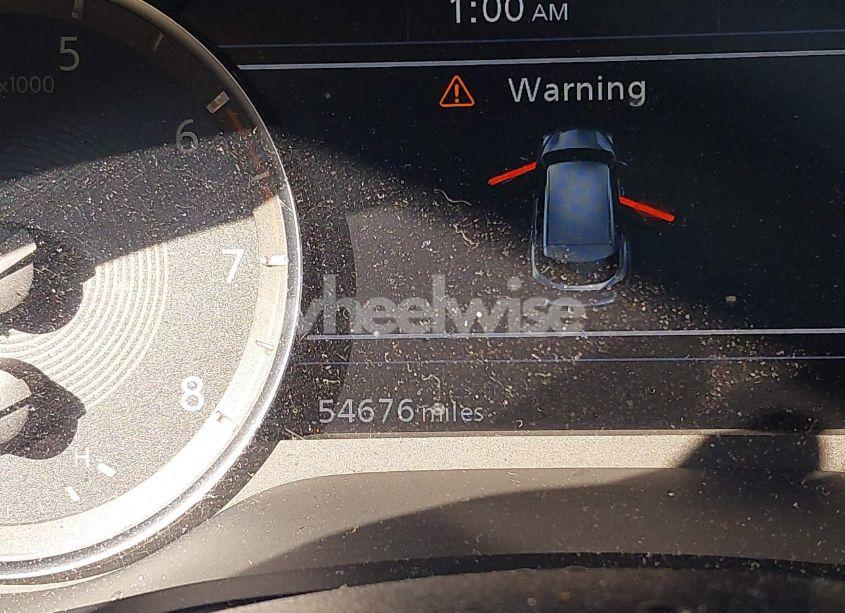 1:00 AM
5
x1000
Warning
6
7
wheelwise
8
54676 miles
H